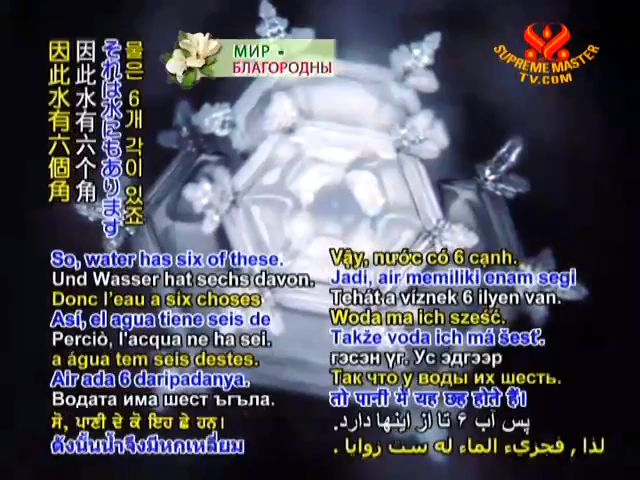 물은 6개 각이 있죠
それは水にもあります
因此水有六个角
因此水有六個角
МИР •
БЛАГОРОДНЫ
SUPREME MASTER
TV.COM
So, water has six of these.
Und Wasser hat sechs davon.
Donc l'eau a six choses
Así, el agua tiene seis de
Perciò, l'acqua ne ha sei.
a água tem seis destes.
Air ada 6 daripadanya.
Водата има шест ъгъла.
ਸੋ, ਪਾਣੀ ਦੇ ਕੋ ਇਹ ਛੇ ਹਨ।
ดังนั้นน้ำจึงมีหกเหลี่ยม
Vậy, nước có 6 cạnh.
Jadi, air memiliki enam segi
Tehát a víznek 6 ilyen van.
Woda ma ich sześć.
Takže voda ich má šesť.
гэсэн үг. Ус эдгээр
Так что у воды их шесть.
तो पानी में यह छह होते हैं।
پس آب ۶ تا از اینها دارد.
لذا , فجزيء الماء له ست زوايا .